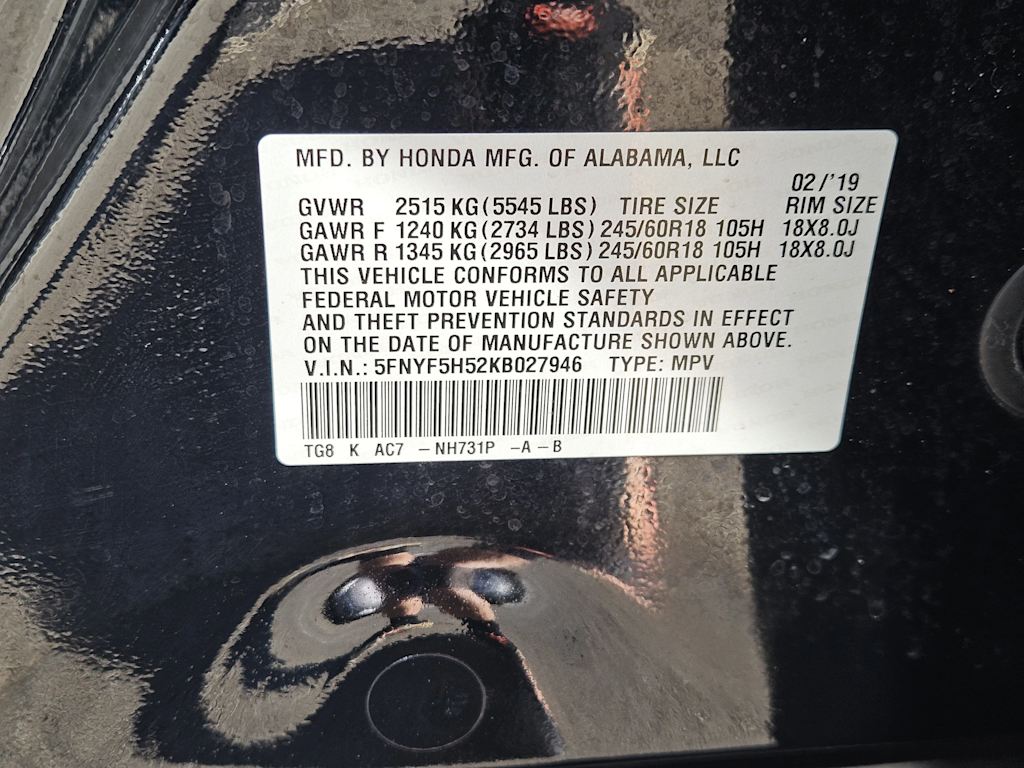 MFD. BY HONDA MFG. OF ALABAMA, LLC
02/'19
GVWR 2515 KG (5545 LBS) TIRE SIZE RIM SIZE
GAWR F 1240 KG (2734 LBS) 245/60R18 105H 18X8.0J
GAWR R 1345 KG (2965 LBS) 245/60R18 105H 18X8.0J
THIS VEHICLE CONFORMS TO ALL APPLICABLE
FEDERAL MOTOR VEHICLE SAFETY
AND THEFT PREVENTION STANDARDS IN EFFECT
ON THE DATE OF MANUFACTURE SHOWN ABOVE.
V.I.N.: 5FNYF5H52KB027946 TYPE: MPV
TG8 K AC7 -NH731P -A-B